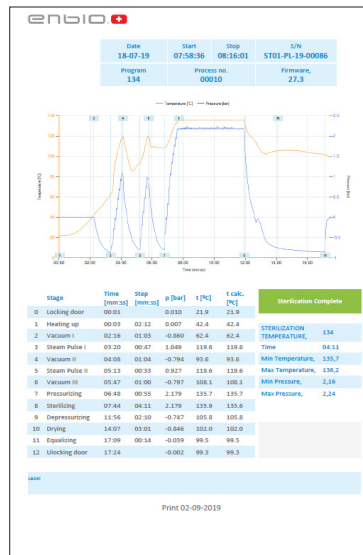 enbio.
Date Start Stop S/N
18-07-19 07:58:36 08:16:01 ST01-PL-19-00086
Program Process no. Firmware,
134 00010 27.3
Temperature [ºC] Pressure [bar]
Stage Time [mm:ss] Step [mm:ss] p [bar] t [ºC] t calc. [ºC]
0 Locking door 00:01 0.010 21.9 21.9
1 Heating up 00:03 02:12 0.007 42.4 42.4
2 Vacuum I 02:16 01:03 -0.860 62.4 62.4
3 Steam Pulse I 03:20 00:47 1.049 119.6 119.6
4 Vacuum II 04:08 01:04 -0.794 93.6 93.6
5 Steam Pulse II 05:13 00:33 0.927 119.6 119.6
6 Vacuum III 05:47 01:00 -0.797 108.1 108.1
7 Pressurizing 06:48 00:55 2.179 135.7 135.7
8 Sterilizing 07:44 04:11 2.179 135.9 135.6
9 Depressurizing 11:56 02:10 -0.747 105.8 105.8
10 Drying 14:07 03:01 -0.846 102.0 102.0
11 Equalizing 17:09 00:14 -0.039 99.5 99.5
12 Ulocking door 17:24 -0.002 99.3 99.3
Sterilization Complete
STERILIZATION TEMPERATURE, 134
Time 04:11
Min Temperature, 135,7
Max Temperature, 136,2
Min Pressure, 2,16
Max Pressure, 2,24
Label
Print 02-09-2019